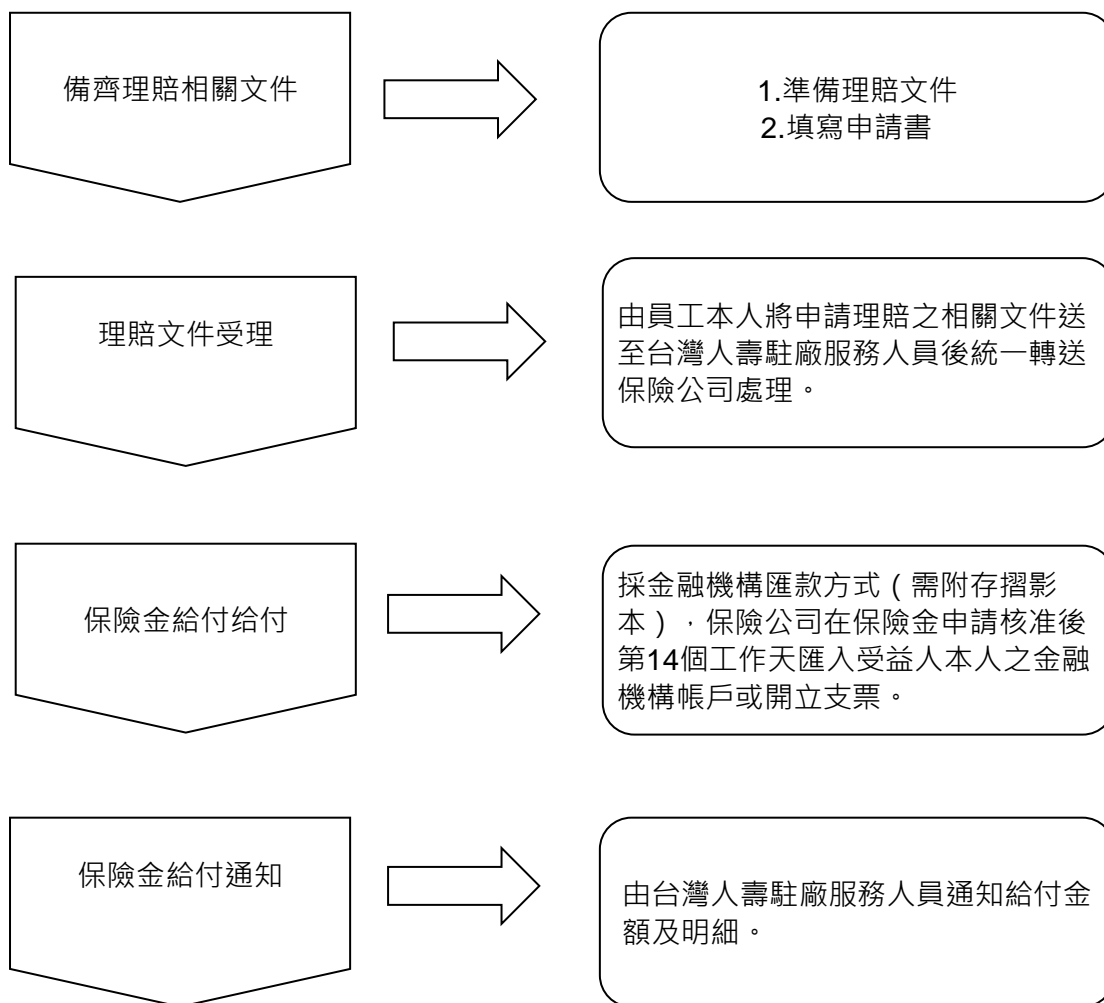 備齊理賠相關文件
1.準備理賠文件
2.填寫申請書
理賠文件受理
由員工本人將申請理賠之相關文件送
至台灣人壽駐廠服務人員後統一轉送
保險公司處理。
保險金給付给付
採金融機構匯款方式(需附存摺影
本),保險公司在保險金申請核准後
第14個工作天匯入受益人本人之金融
機構帳戶或開立支票。
保險金給付通知
由台灣人壽駐廠服務人員通知給付金
額及明細。